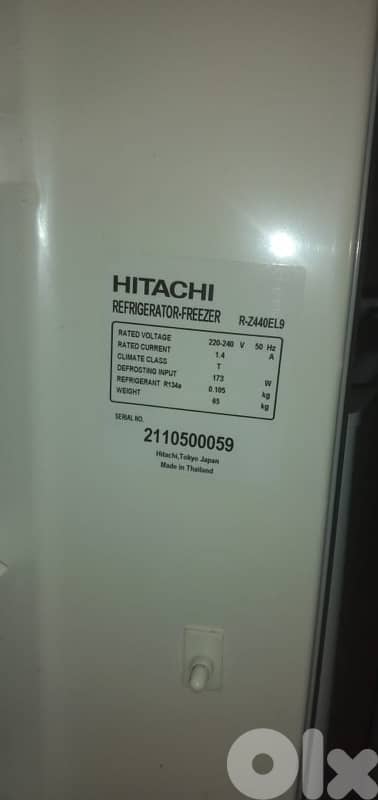 HITACHI
REFRIGERATOR-FREEZER R-Z440EL9
RATED VOLTAGE 220-240 V 50 Hz
RATED CURRENT 1.4 A
CLIMATE CLASS T
DEFROSTING INPUT 173 W
REFRIGERANT R134a 0.105 kg
WEIGHT 65 kg
SERIAL NO.
2110500059
Hitachi,Tokyo Japan
Made in Thailand
olx